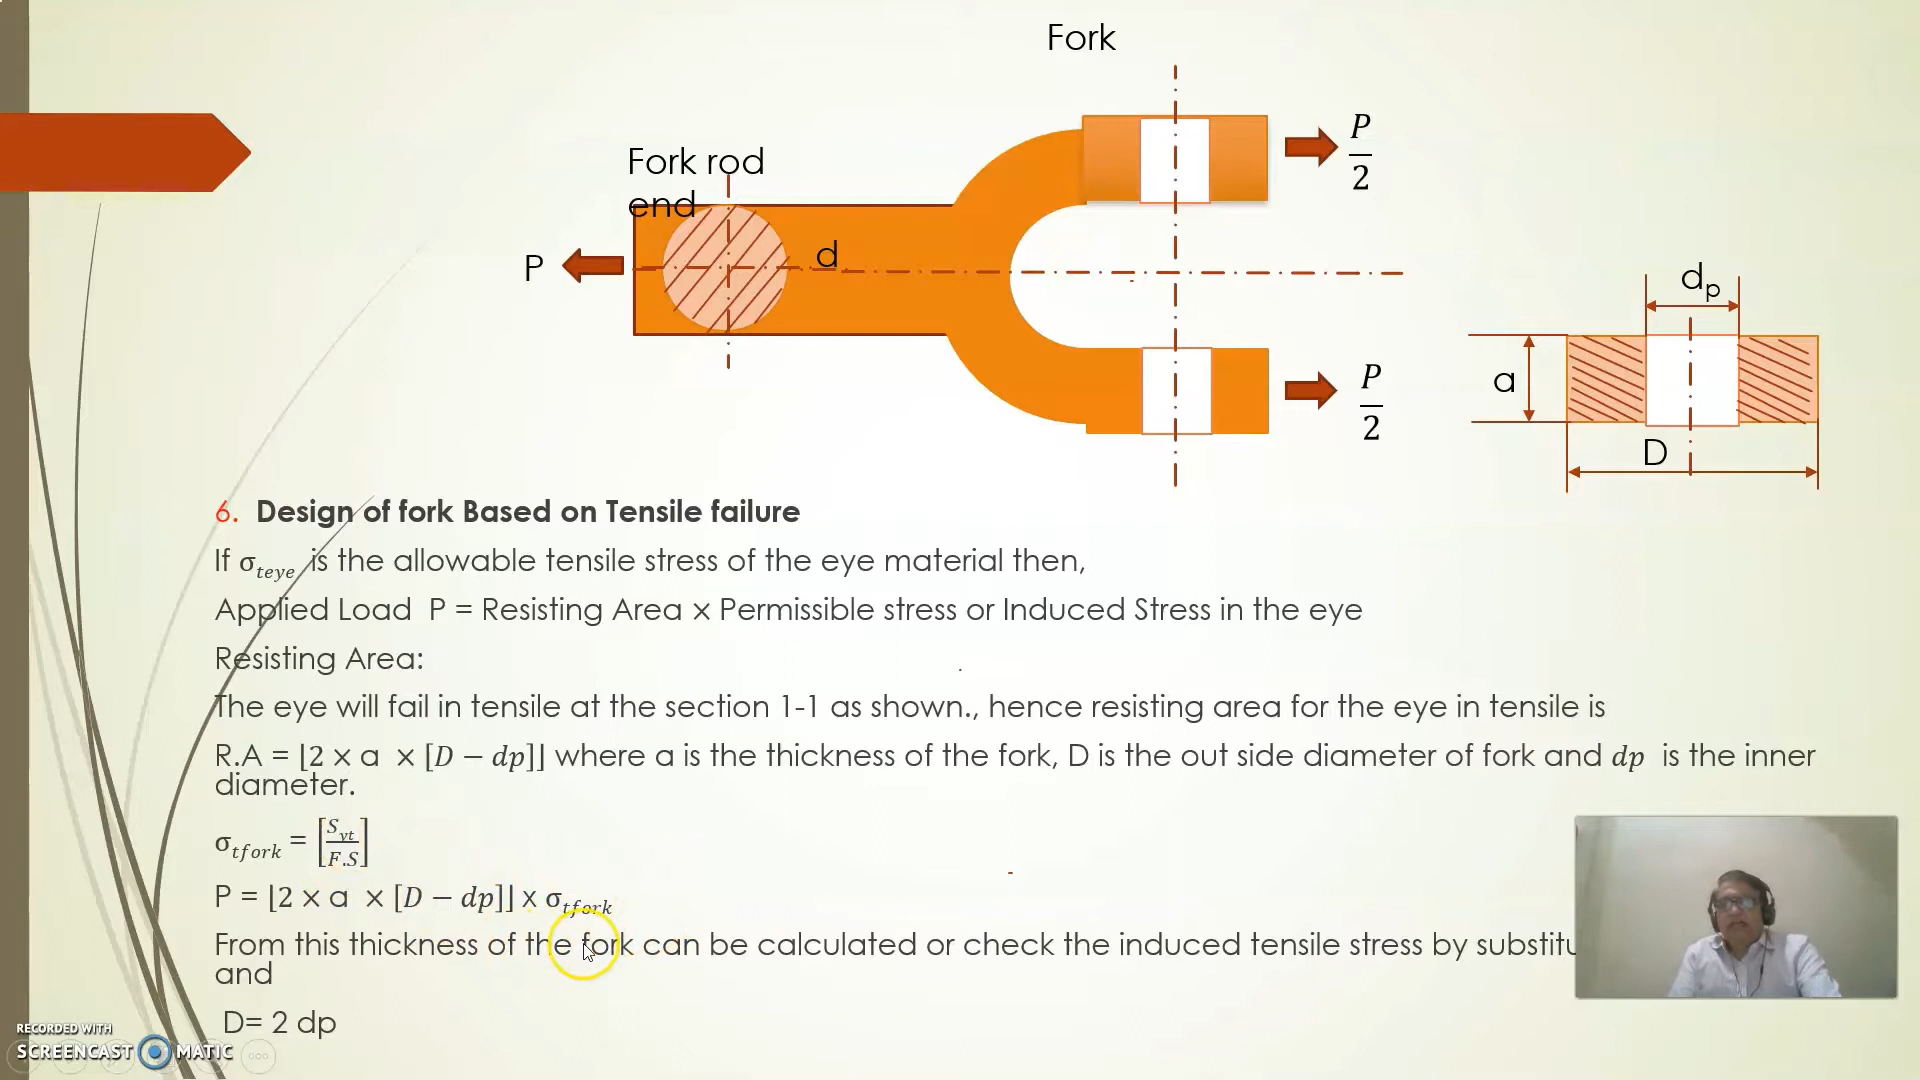 Fork
Fork rod
end
P
d
P/2
P/2
dp
a
D
6. Design of fork Based on Tensile failure
If σteye is the allowable tensile stress of the eye material then,
Applied Load P = Resisting Area × Permissible stress or Induced Stress in the eye
Resisting Area:
The eye will fail in tensile at the section 1-1 as shown., hence resisting area for the eye in tensile is
R.A = ⌊2 × a × [D − dp]⌋ where a is the thickness of the fork, D is the out side diameter of fork and dp is the inner
diameter.
σtfork = [Syt/F.S]
P = ⌊2 × a × [D − dp]⌋ x σtfork
From this thickness of the fork can be calculated or check the induced tensile stress by
and
D= 2 dp
RECORDED WITH
SCREENCAST MATIC